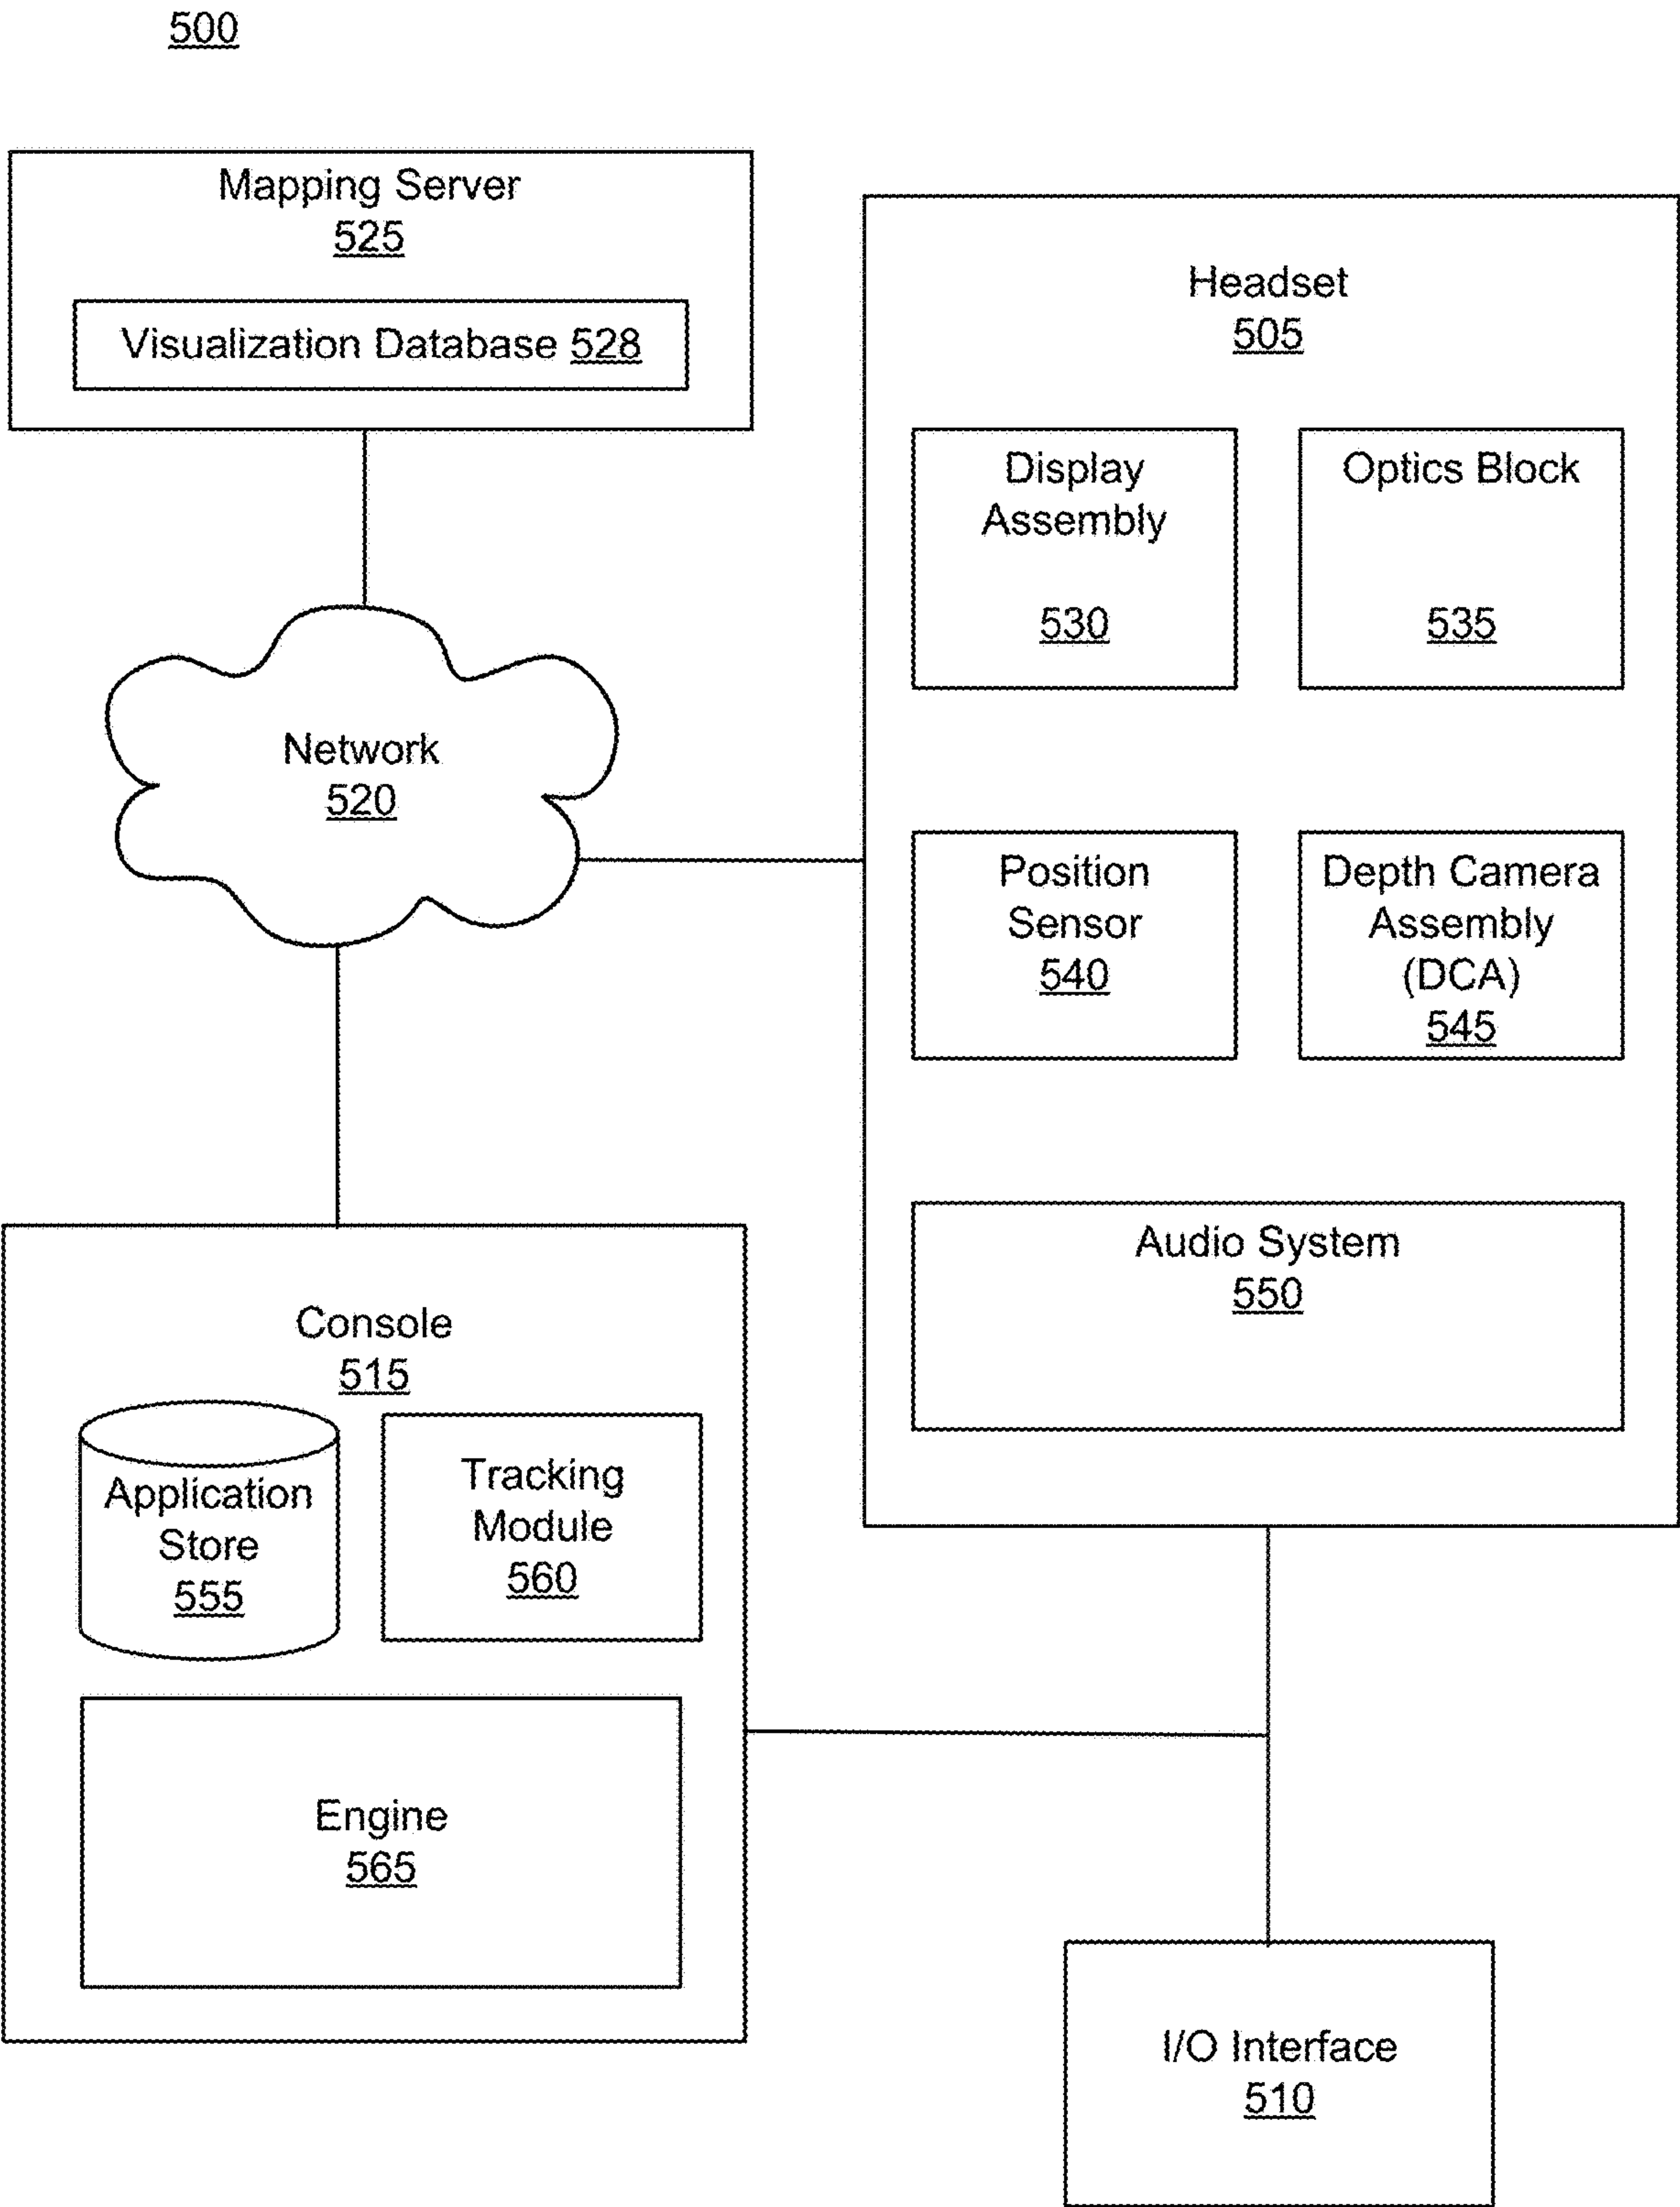 500
Mapping Server
525
Visualization Database 528
Headset
505
Display
Assembly
530
Optics Block
535
Network
520
Position
Sensor
540
Depth Camera
Assembly
(DCA)
545
Audio System
550
Console
515
Application
Store
555
Tracking
Module
560
Engine
565
I/O Interface
510